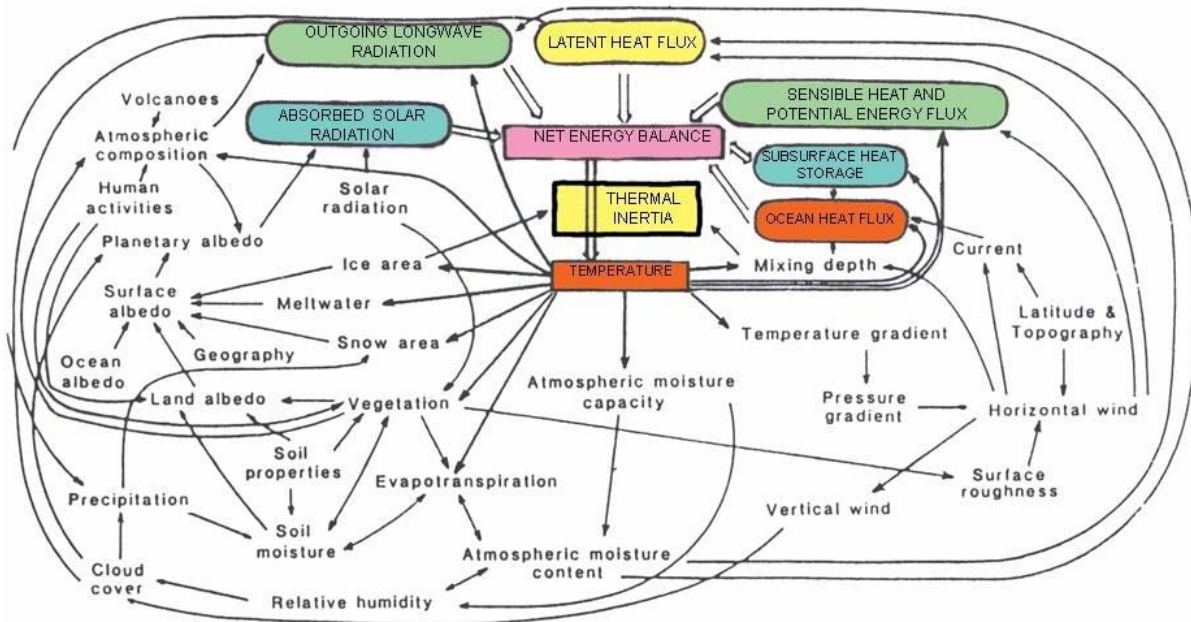 OUTGOING LONGWAVE
RADIATION
LATENT HEAT FLUX
Volcanoes
ABSORBED SOLAR
RADIATION
SENSIBLE HEAT AND
POTENTIAL ENERGY FLUX
Atmospheric
composition
NET ENERGY BALANCE
SUBSURFACE HEAT
STORAGE
Human
activities
Solar
radiation
THERMAL
INERTIA
OCEAN HEAT FLUX
Planetary albedo
Current
Ice area
TEMPERATURE
Mixing depth
Surface
albedo
Meltwater
Latitude &
Topography
Snow area
Temperature gradient
Ocean
albedo
Geography
Atmospheric moisture
capacity
Land albedo
Vegetation
Pressure
gradient
Horizontal wind
Soil
properties
Evapotranspiration
Surface
roughness
Precipitation
Vertical wind
Soil
moisture
Atmospheric moisture
content
Cloud
cover
Relative humidity